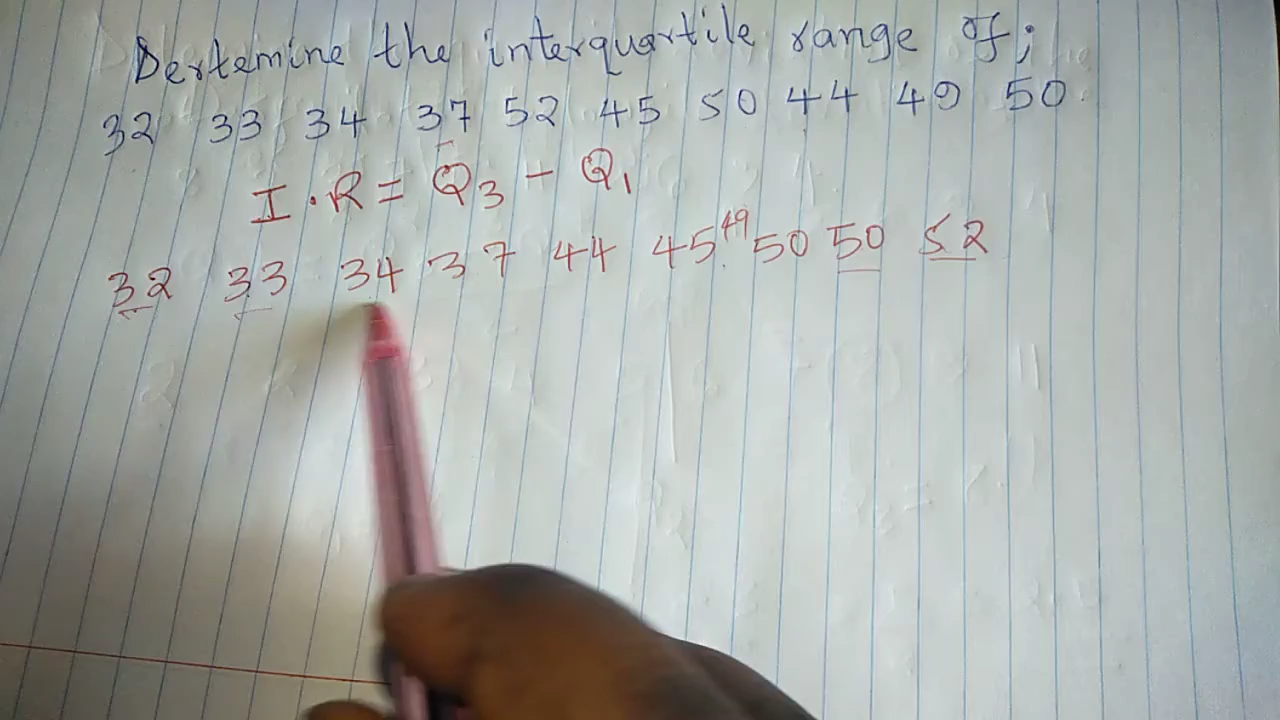 Dertemine the interquartile range of;
32 33 34 37 52 45 50 44 49 50
I.R = Q3 - Q1
32 33 34 37 44 45 49 50 50 52